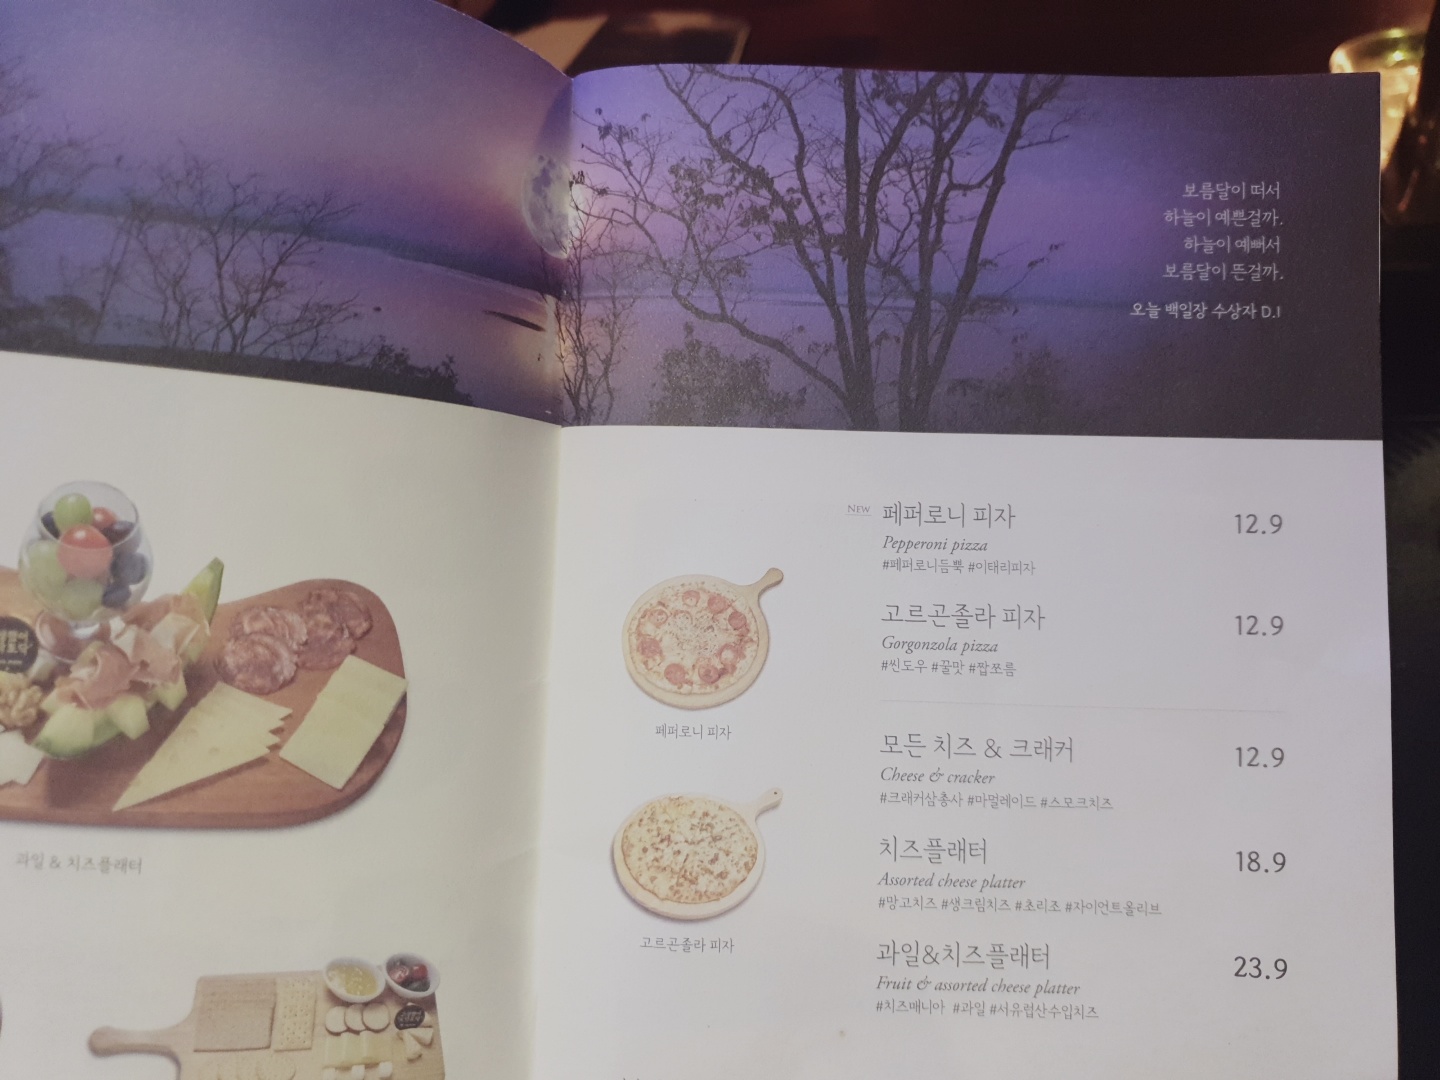 보름달이 떠서
하늘이 예쁜걸까.
하늘이 예뻐서
보름달이 뜬걸까.
오늘 백일장 수상자 D.I
과일 & 치즈플래터
페퍼로니 피자
고르곤졸라 피자
NEW 페퍼로니 피자 12.9
Pepperoni pizza
#페퍼로니듬뿍 #이태리피자
고르곤졸라 피자 12.9
Gorgonzola pizza
#씬도우 #꿀맛 #짭쪼름
모든 치즈 & 크래커 12.9
Cheese & cracker
#크래커삼총사 #마멀레이드 #스모크치즈
치즈플래터 18.9
Assorted cheese platter
#망고치즈 #생크림치즈 #초리조 #자이언트올리브
과일&치즈플래터 23.9
Fruit & assorted cheese platter
#치즈매니아 #과일 #서유럽산수입치즈